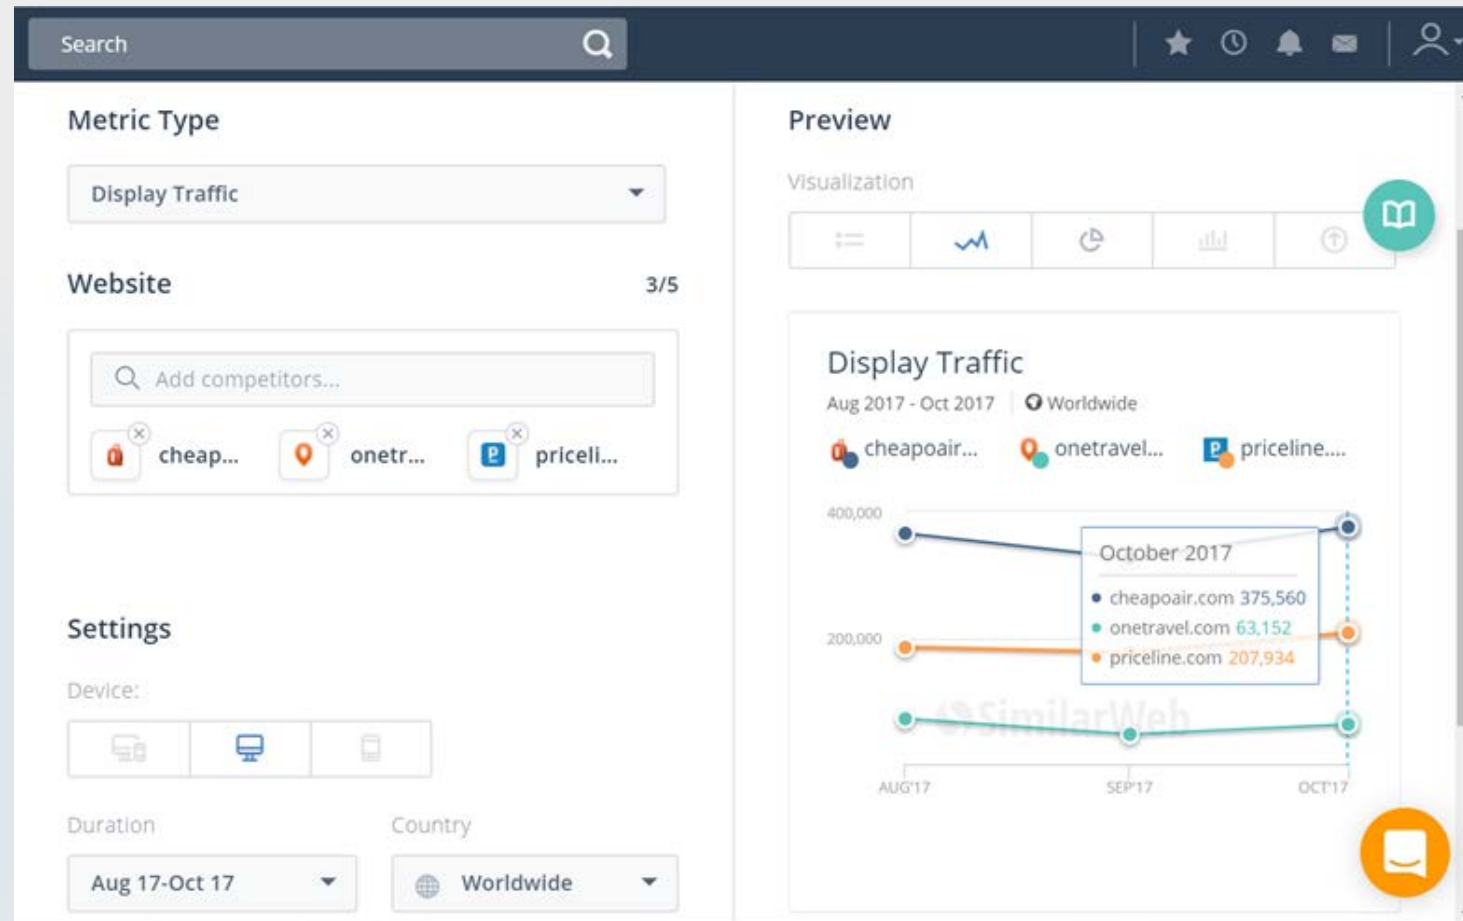 Search
Metric Type
Display Traffic
Website 3/5
Add competitors...
cheap... onetr... priceli...
Settings
Device:
Duration Country
Aug 17-Oct 17 Worldwide
Preview
Visualization
Display Traffic
Aug 2017 - Oct 2017 Worldwide
cheapoair... onetravel... priceline....
400,000
200,000
October 2017
cheapoair.com 375,560
onetravel.com 63,152
priceline.com 207,934
SimilarWeb
AUG'17 SEP'17 OCT'17